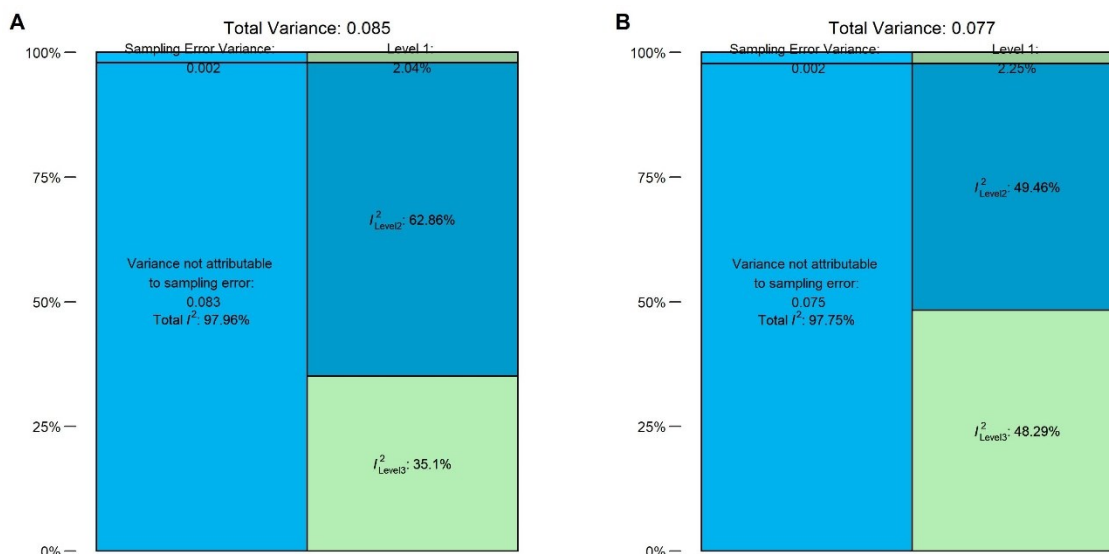 A
Total Variance: 0.085
100%
75%
50%
25%
0%
Sampling Error Variance:
0.002
Level 1:
2.04%
Variance not attributable
to sampling error:
0.083
Total I²: 97.96%
I²Level2: 62.86%
I²Level3: 35.1%
B
Total Variance: 0.077
100%
75%
50%
25%
0%
Sampling Error Variance:
0.002
Level 1:
2.25%
Variance not attributable
to sampling error:
0.075
Total I²: 97.75%
I²Level2: 49.46%
I²Level3: 48.29%